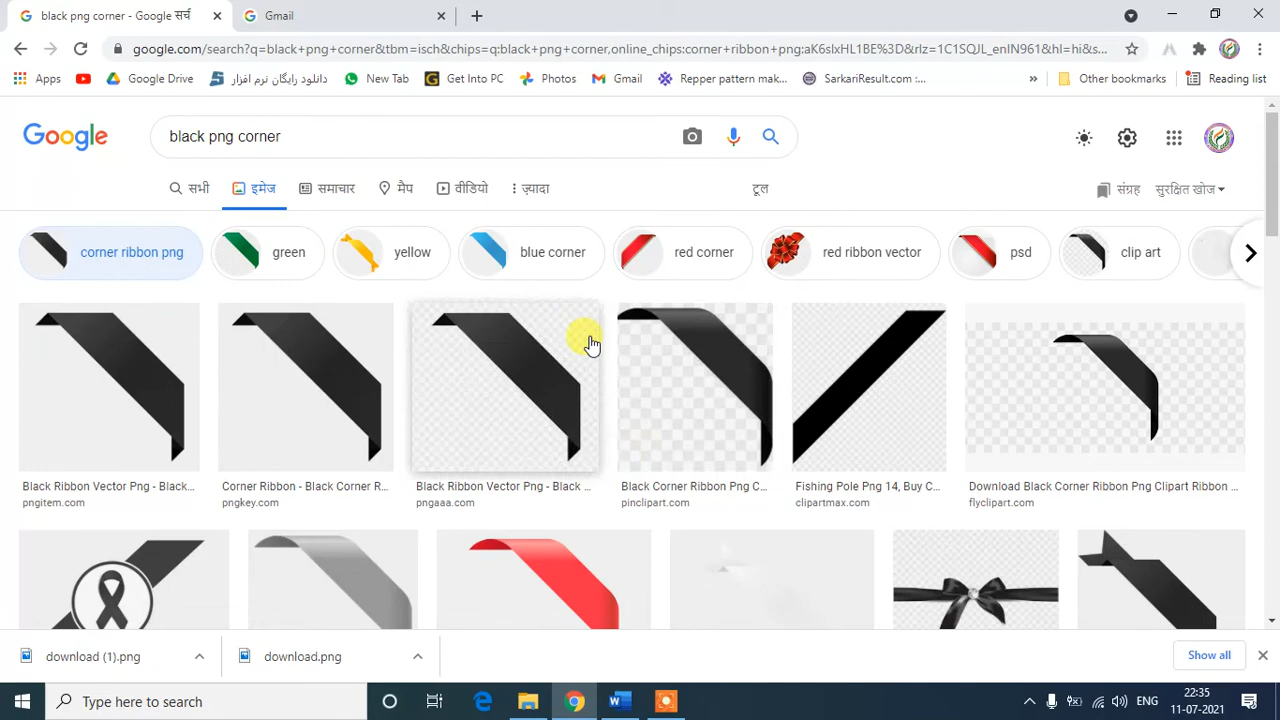 black png corner - Google सर्च
Gmail
google.com/search?q=black+png+corner&tbm=isch&chips=q:black+png+corner,online_chips:corner+ribbon+png:aK6slxHL1BE%3D&rlz=1C1SQJL_enIN961&hl=hi&s...
Apps
Google Drive
دانلود رایگان نرم افزار
New Tab
Get Into PC
Photos
Gmail
Repper pattern mak...
SarkariResult.com :...
»
Other bookmarks
Reading list
Google
black png corner
सभी
इमेज
समाचार
मैप
वीडियो
ज़्यादा
टूल
संग्रह
सुरक्षित खोज
corner ribbon png
green
yellow
blue corner
red corner
red ribbon vector
psd
clip art
Black Ribbon Vector Png - Black...
pngitem.com
Corner Ribbon - Black Corner R...
pngkey.com
Black Ribbon Vector Png - Black ...
pngaaa.com
Black Corner Ribbon Png C...
pinclipart.com
Fishing Pole Png 14, Buy C...
clipartmax.com
Download Black Corner Ribbon Png Clipart Ribbon ...
flyclipart.com
download (1).png
download.png
Show all
Type here to search
ENG
22:35
11-07-2021